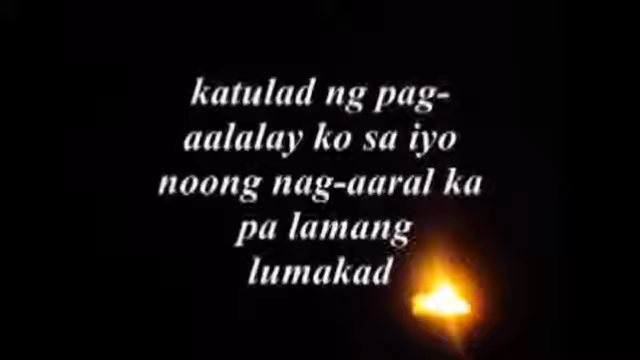 katulad ng pag-
aalalay ko sa iyo
noong nag-aaral ka
pa lamang
lumakad